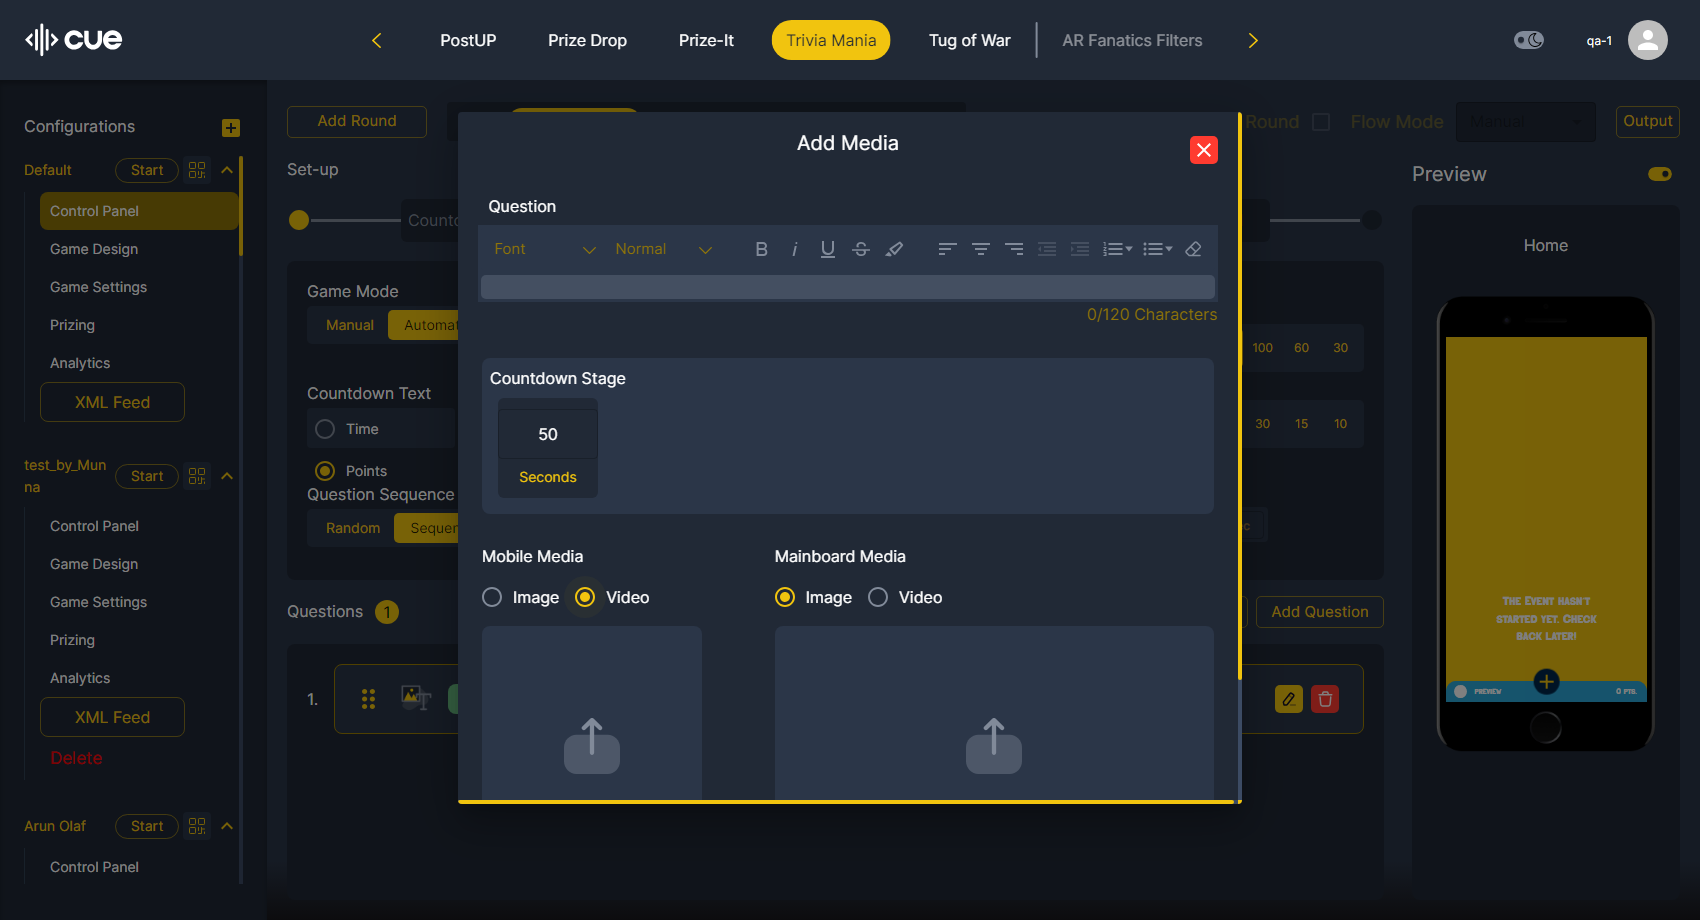 cue
PostUP
Prize Drop
Prize-It
Trivia Mania
Tug of War
AR Fanatics Filters
qa-1
Configurations
Default
Start
Control Panel
Game Design
Game Settings
Prizing
Analytics
XML Feed
test_by_Mun
na
Start
Control Panel
Game Design
Game Settings
Prizing
Analytics
XML Feed
Delete
Arun Olaf
Start
Control Panel
Add Round
Round
Flow Mode
Manual
Output
Set-up
Game Mode
Manual
Countdown Text
Time
Points
Question Sequence
Random
100
60
30
30
15
10
Questions
1
Add Question
1.
Add Media
Question
Font
Normal
B
i
U
S
0/120 Characters
Countdown Stage
50
Seconds
Mobile Media
Image
Video
Mainboard Media
Image
Video
Preview
Home
The Event hasn't
started yet. Check
back later!
PREVIEW
0 PTS.